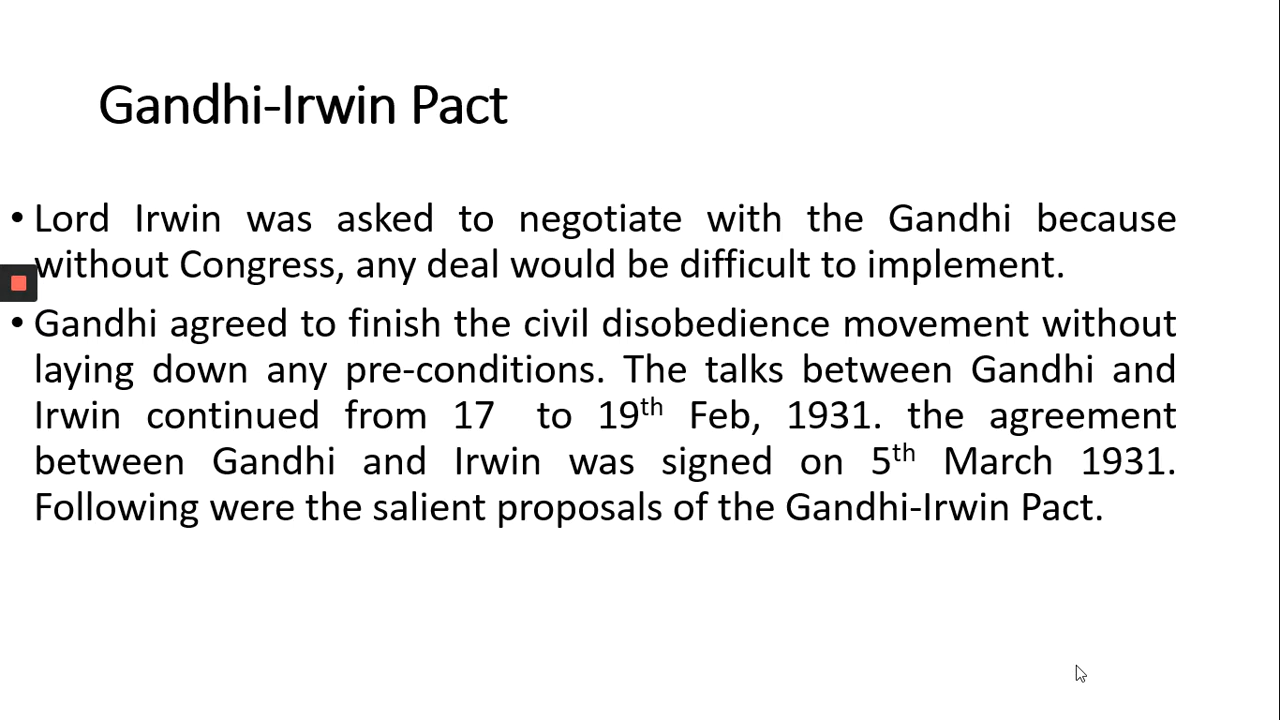 Gandhi-Irwin Pact
• Lord Irwin was asked to negotiate with the Gandhi because
without Congress, any deal would be difficult to implement.
• Gandhi agreed to finish the civil disobedience movement without
laying down any pre-conditions. The talks between Gandhi and
Irwin continued from 17 to 19th Feb, 1931. the agreement
between Gandhi and Irwin was signed on 5th March 1931.
Following were the salient proposals of the Gandhi-Irwin Pact.